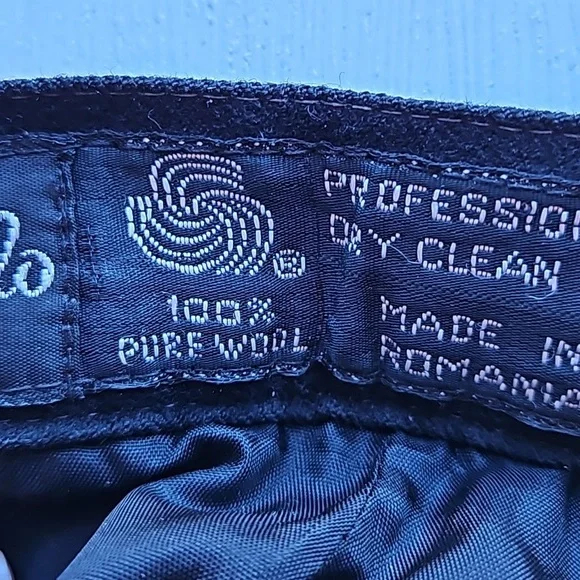 ®
100%
PURE WOOL
PROFESSION
DRY CLEAN
MADE IN
ROMANIA